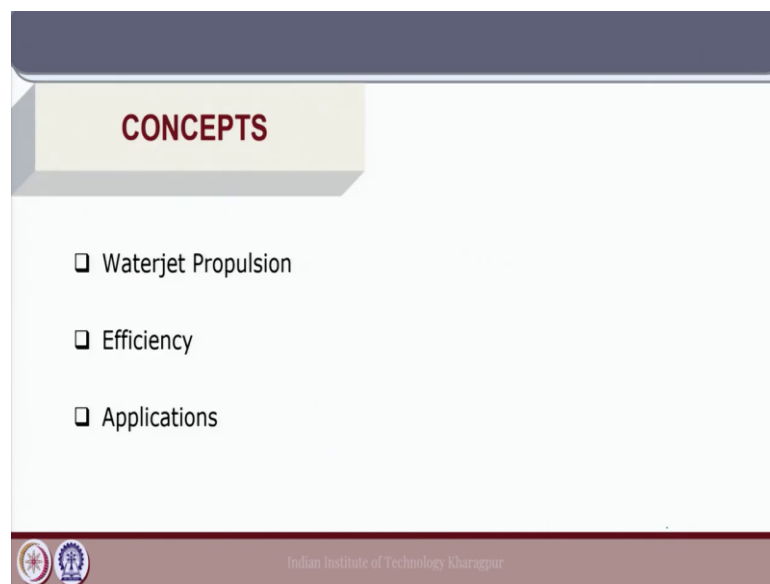 CONCEPTS
Waterjet Propulsion
Efficiency
Applications
Indian Institute of Technology Kharagpur